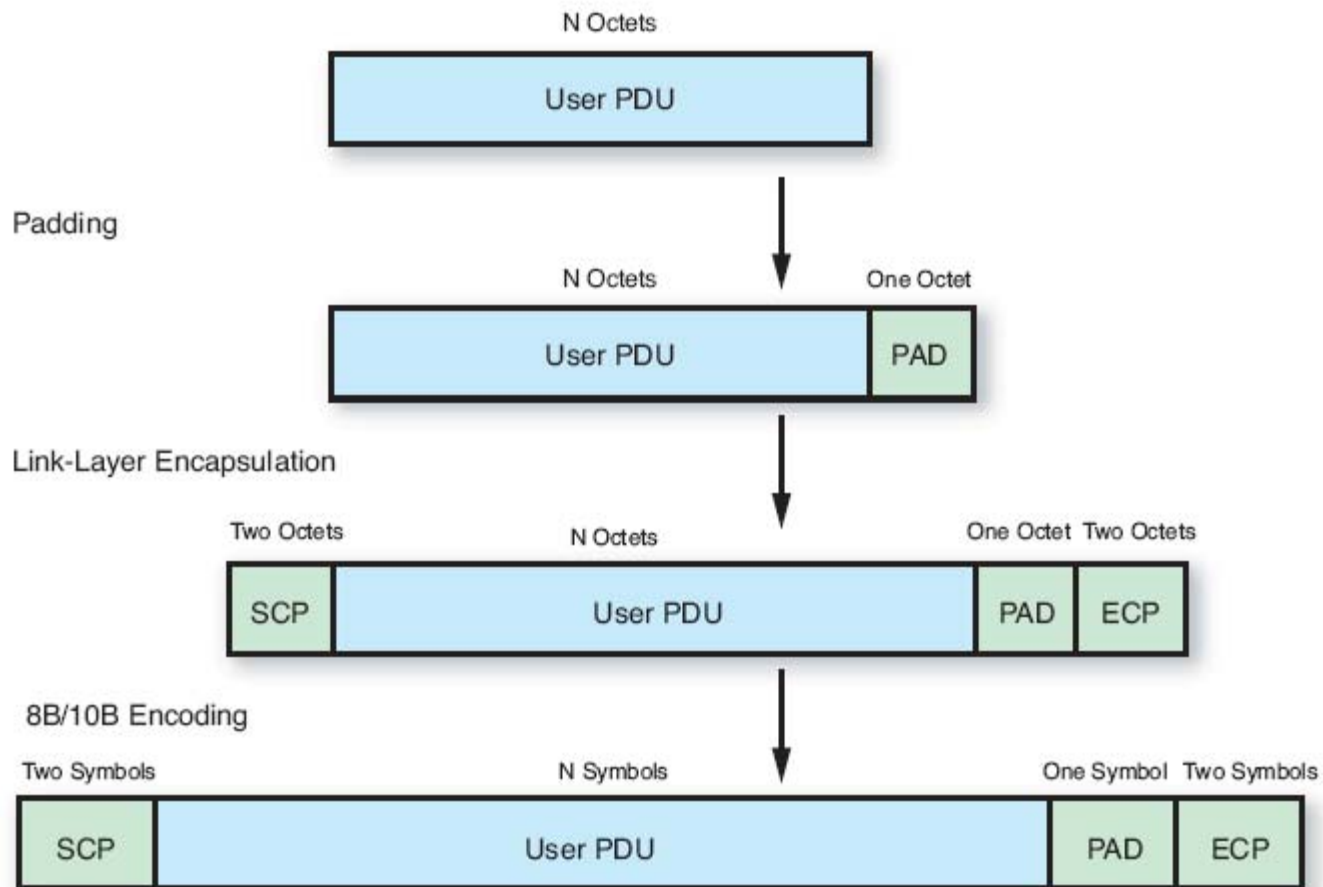 N Octets
User PDU
Padding
N Octets One Octet
User PDU PAD
Link-Layer Encapsulation
Two Octets N Octets One Octet Two Octets
SCP User PDU PAD ECP
8B/10B Encoding
Two Symbols N Symbols One Symbol Two Symbols
SCP User PDU PAD ECP